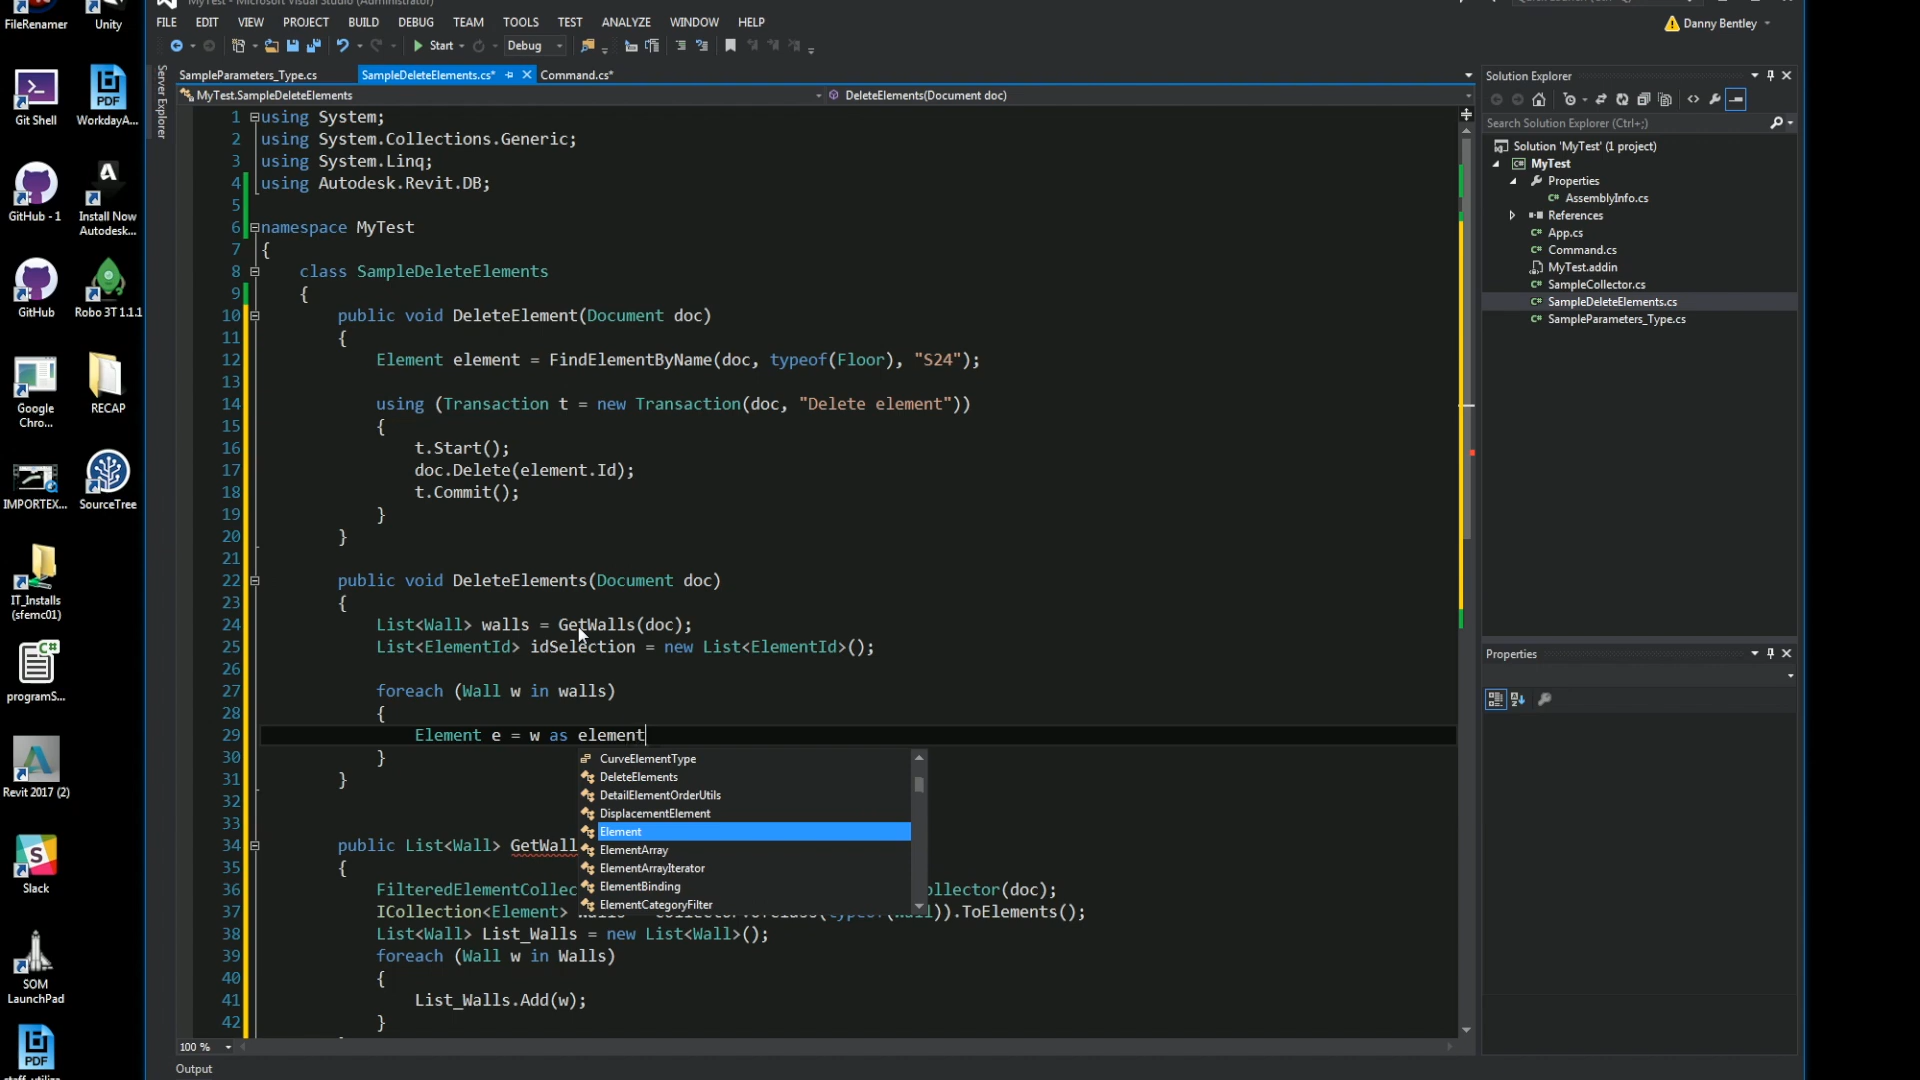 FileRenamer
Unity
Git Shell
WorkdayA...
GitHub - 1
Install Now
Autodesk...
GitHub
Robo 3T 1.1.1
Google
Chro...
RECAP
IMPORTEX...
SourceTree
IT_Installs
(sfemc01)
programS...
Revit 2017 (2)
Slack
SOM
LaunchPad
PDF
MyTest - Microsoft Visual Studio (Administrator)
FILE EDIT VIEW PROJECT BUILD DEBUG TEAM TOOLS TEST ANALYZE WINDOW HELP
Danny Bentley
Start Debug
Server Explorer
SampleParameters_Type.cs SampleDeleteElements.cs* Command.cs*
MyTest.SampleDeleteElements DeleteElements(Document doc)
1 using System;
2 using System.Collections.Generic;
3 using System.Linq;
4 using Autodesk.Revit.DB;
5
6 namespace MyTest
7 {
8 class SampleDeleteElements
9 {
10 public void DeleteElement(Document doc)
11 {
12 Element element = FindElementByName(doc, typeof(Floor), "S24");
13
14 using (Transaction t = new Transaction(doc, "Delete element"))
15 {
16 t.Start();
17 doc.Delete(element.Id);
18 t.Commit();
19 }
20 }
21
22 public void DeleteElements(Document doc)
23 {
24 List<Wall> walls = GetWalls(doc);
25 List<ElementId> idSelection = new List<ElementId>();
26
27 foreach (Wall w in walls)
28 {
29 Element e = w as element
30 }
31 }
32
33
34 public List<Wall> GetWall
35 {
36 FilteredElementCollec ollector(doc);
37 ICollection<Element> )).ToElements();
38 List<Wall> List_Walls = new List<Wall>();
39 foreach (Wall w in Walls)
40 {
41 List_Walls.Add(w);
42 }
CurveElementType
DeleteElements
DetailElementOrderUtils
DisplacementElement
Element
ElementArray
ElementArrayIterator
ElementBinding
ElementCategoryFilter
100 %
Output
Solution Explorer
Search Solution Explorer (Ctrl+;)
Solution 'MyTest' (1 project)
MyTest
Properties
AssemblyInfo.cs
References
App.cs
Command.cs
MyTest.addin
SampleCollector.cs
SampleDeleteElements.cs
SampleParameters_Type.cs
Properties